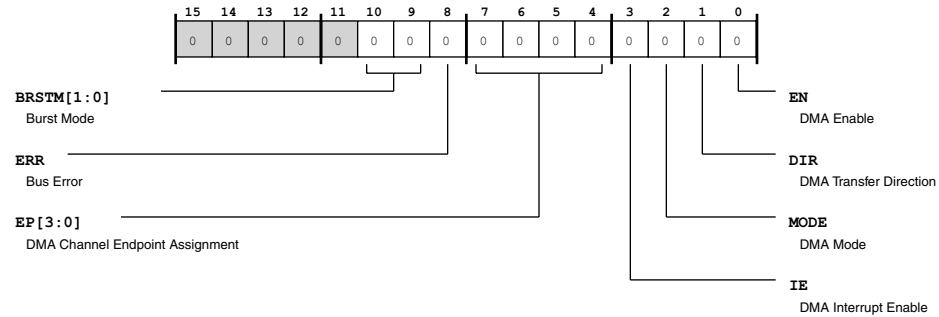 15 14 13 12 11 10 9 8 7 6 5 4 3 2 1 0
0 0 0 0 0 0 0 0 0 0 0 0 0 0 0 0
BRSTM[1:0]
Burst Mode
ERR
Bus Error
EP[3:0]
DMA Channel Endpoint Assignment
EN
DMA Enable
DIR
DMA Transfer Direction
MODE
DMA Mode
IE
DMA Interrupt Enable